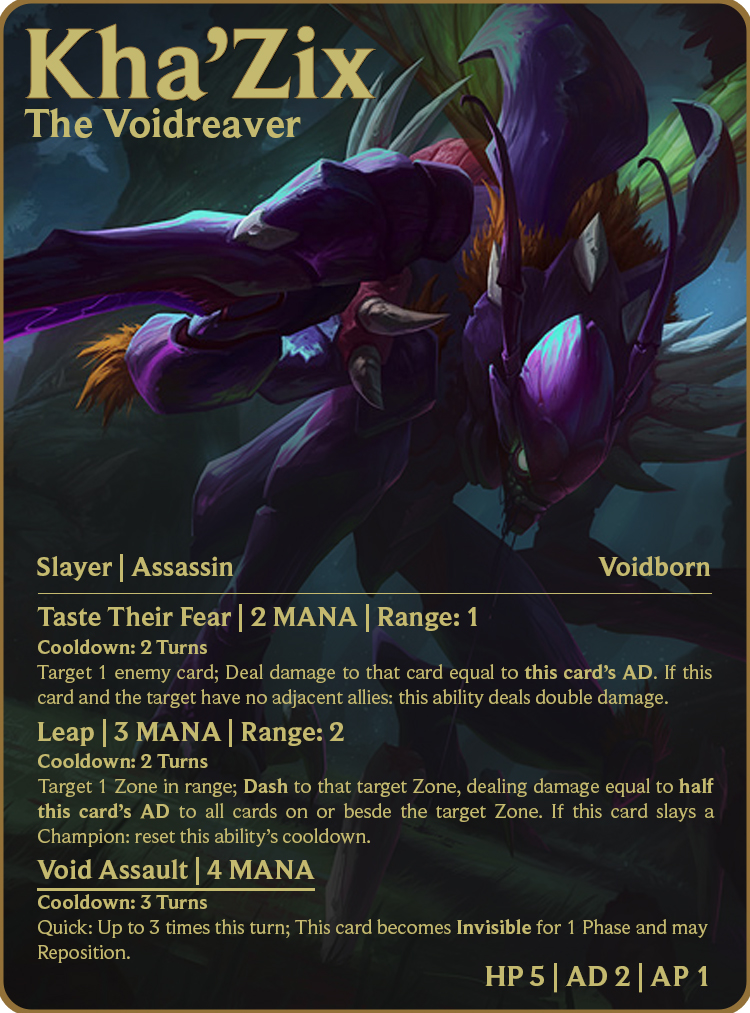 Kha’Zix
The Voidreaver
Slayer | Assassin
Voidborn
Taste Their Fear | 2 MANA | Range: 1
Cooldown: 2 Turns
Target 1 enemy card; Deal damage to that card equal to this card’s AD. If this
card and the target have no adjacent allies: this ability deals double damage.
Leap | 3 MANA | Range: 2
Cooldown: 2 Turns
Target 1 Zone in range; Dash to that target Zone, dealing damage equal to half
this card’s AD to all cards on or besde the target Zone. If this card slays a
Champion: reset this ability’s cooldown.
Void Assault | 4 MANA
Cooldown: 3 Turns
Quick: Up to 3 times this turn; This card becomes Invisible for 1 Phase and may
Reposition.
HP 5 | AD 2 | AP 1